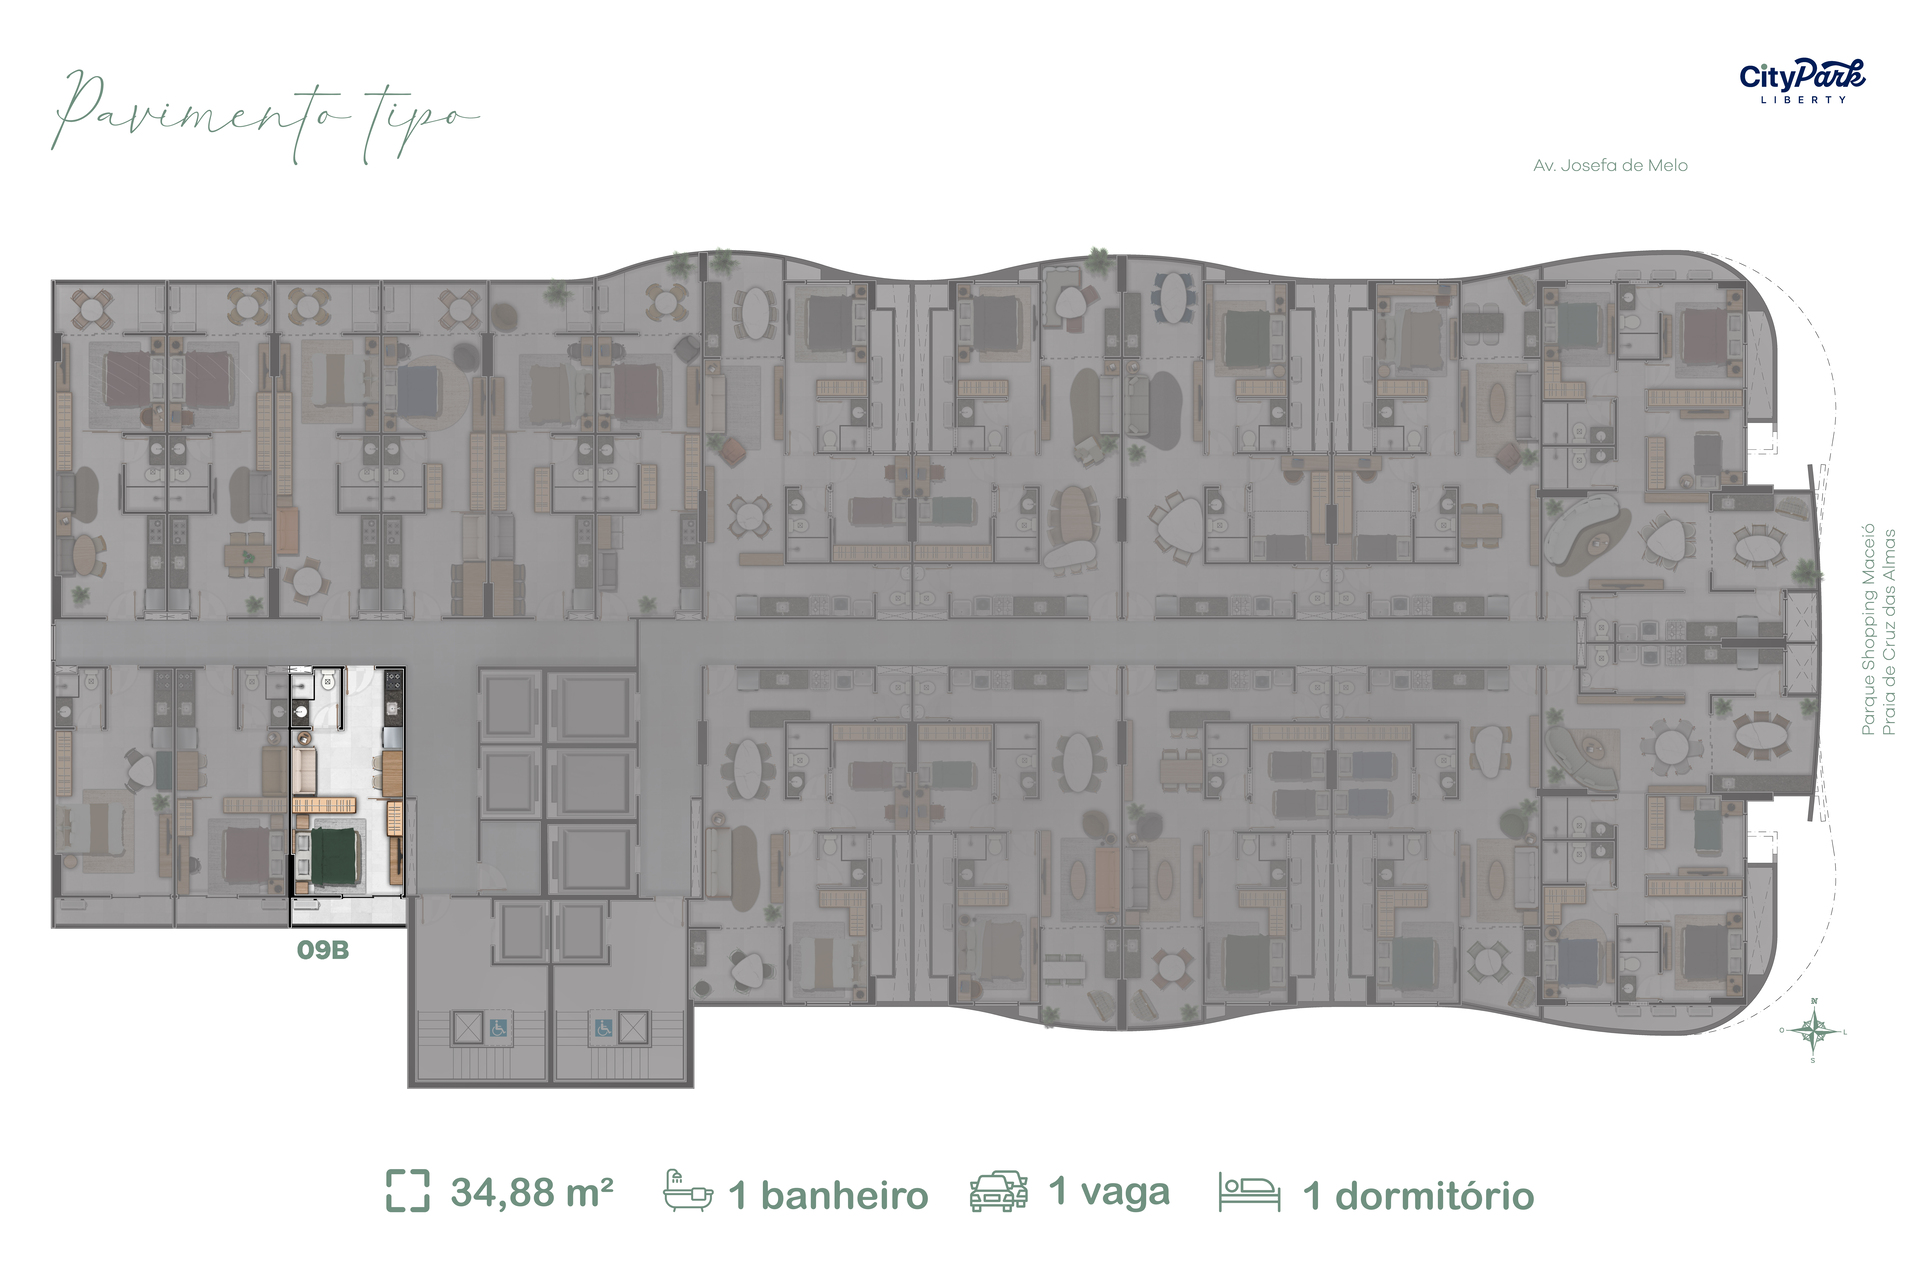 Pavimento tipo
CityPark
LIBERTY
Av. Josefa de Melo
Parque Shopping Maceió
Praia de Cruz das Almas
09B
N
O
L
S
34,88 m²
1 banheiro
1 vaga
1 dormitório